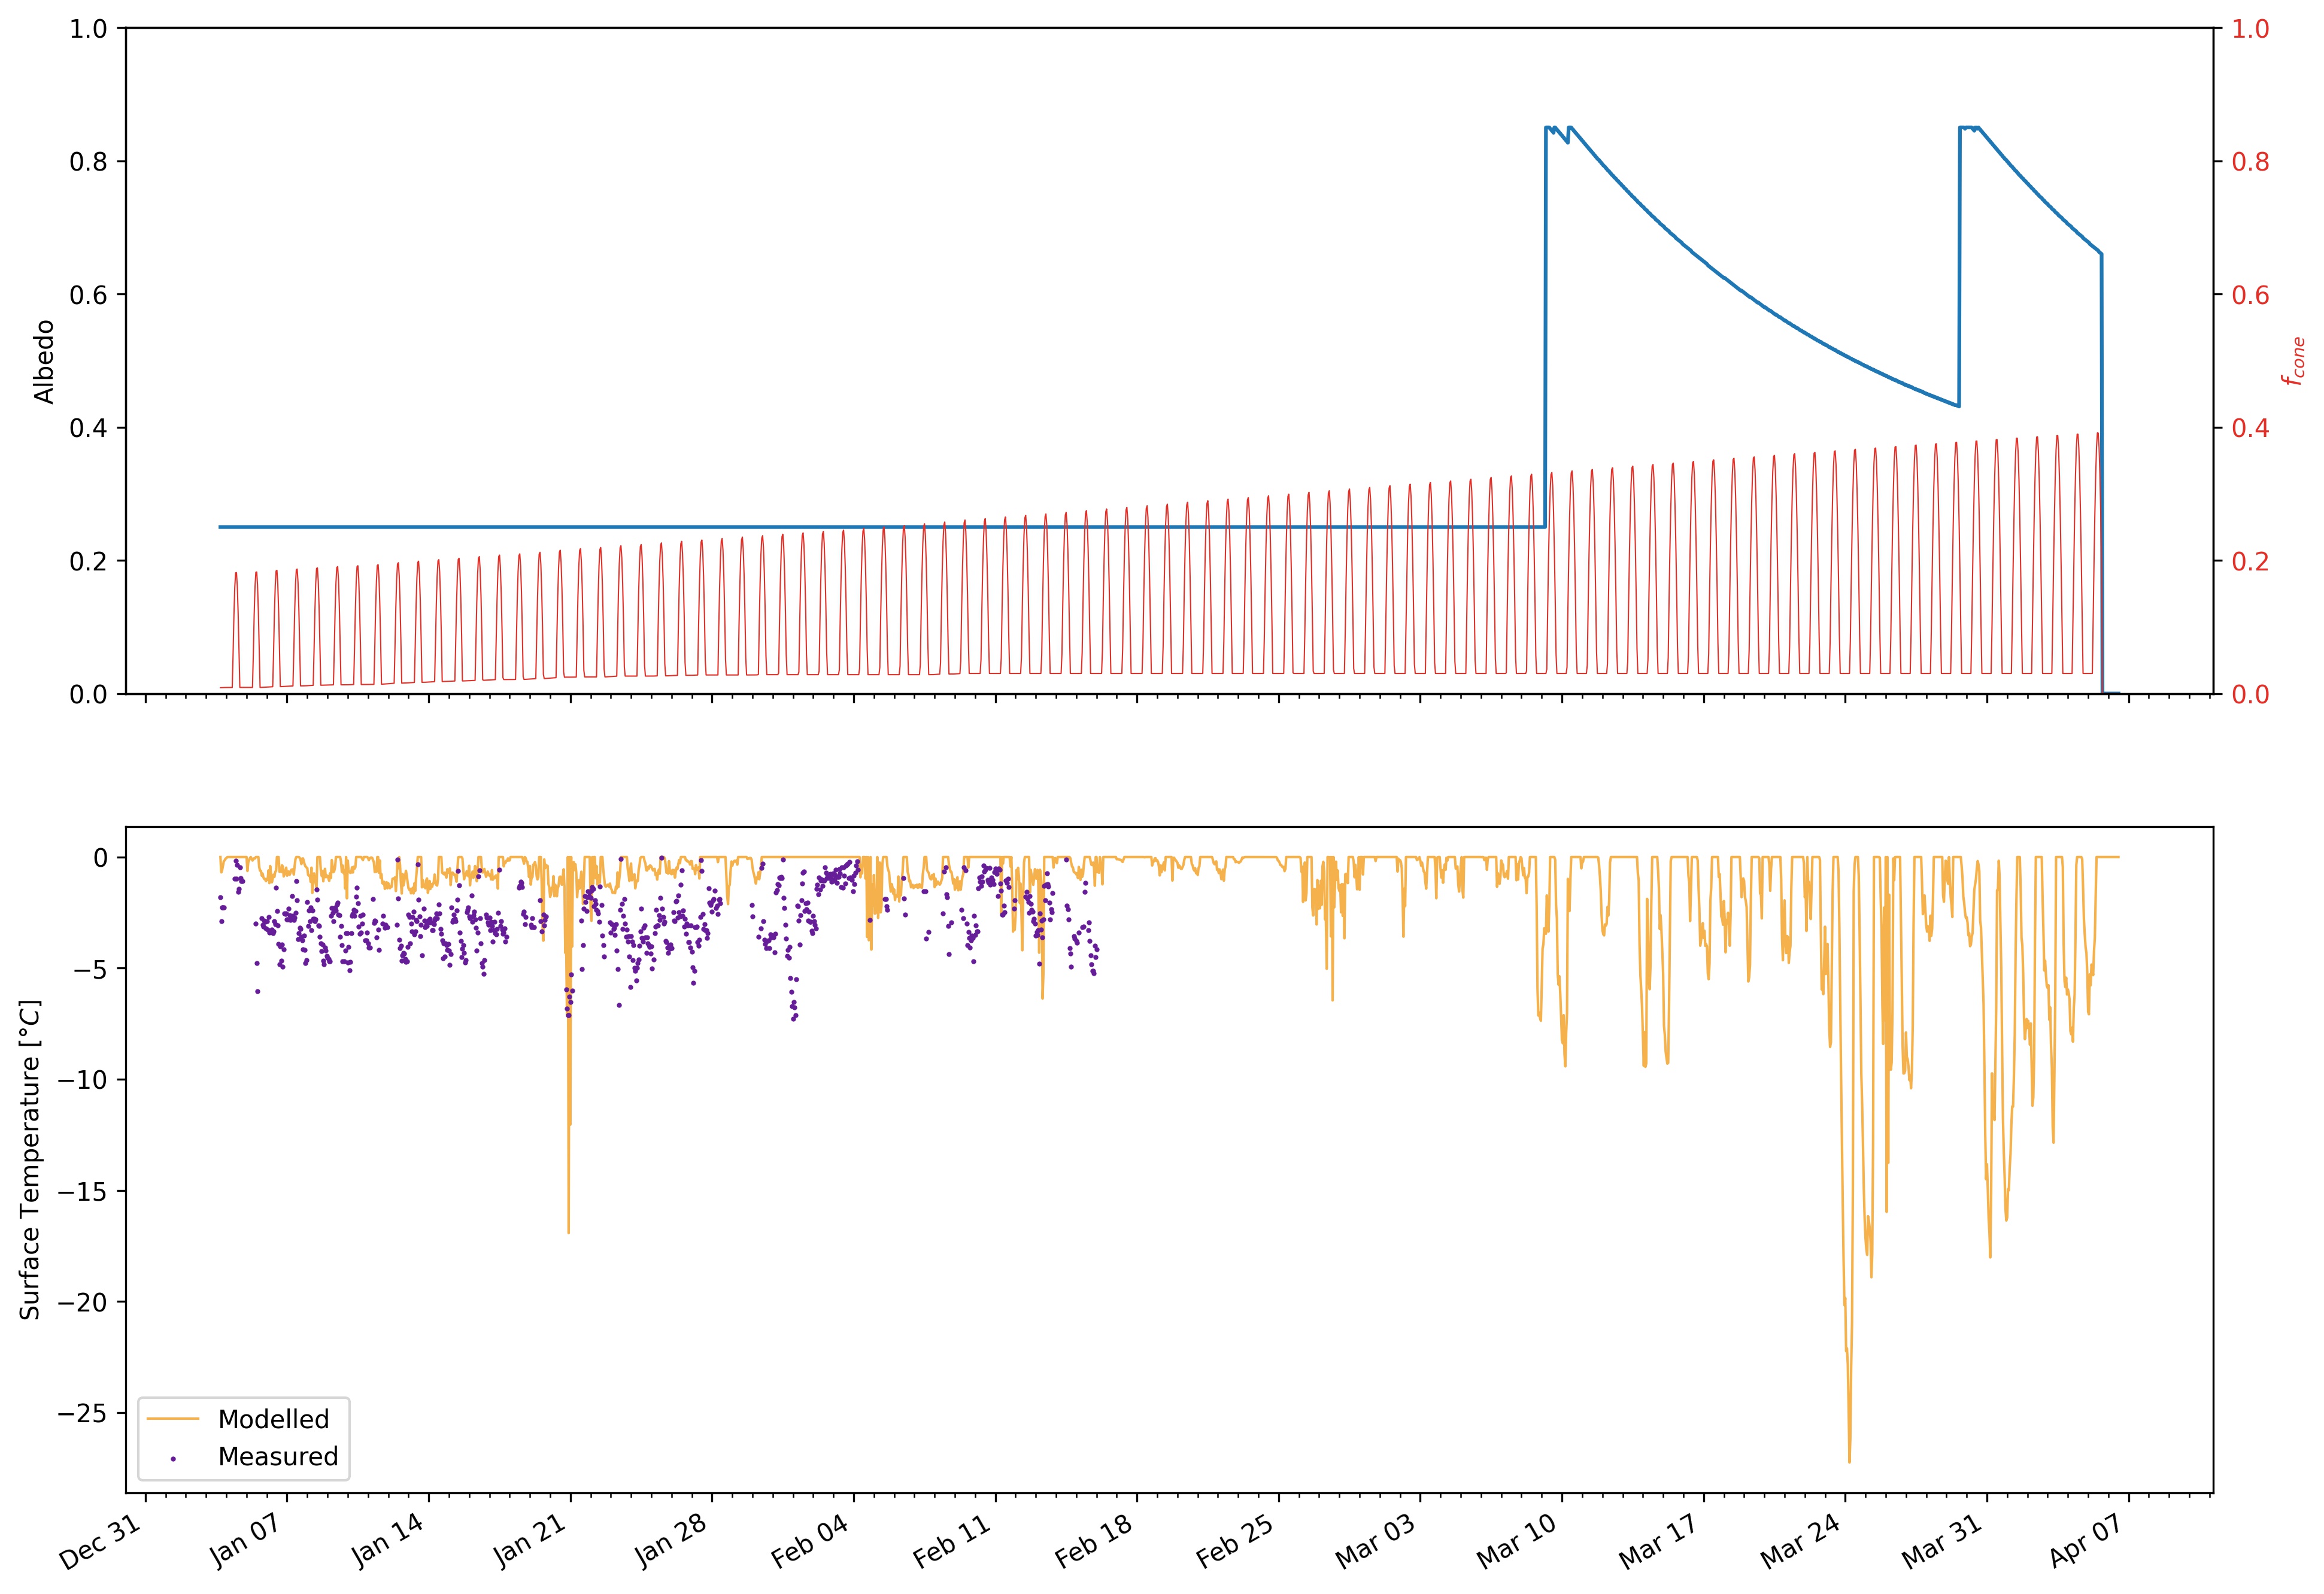 1.0
0.8
0.6
0.4
0.2
0.0
Albedo
1.0
0.8
0.6
0.4
0.2
0.0
fcone
0
−5
−10
−15
−20
−25
Surface Temperature [°C]
Modelled
Measured
Dec 31
Jan 07
Jan 14
Jan 21
Jan 28
Feb 04
Feb 11
Feb 18
Feb 25
Mar 03
Mar 10
Mar 17
Mar 24
Mar 31
Apr 07